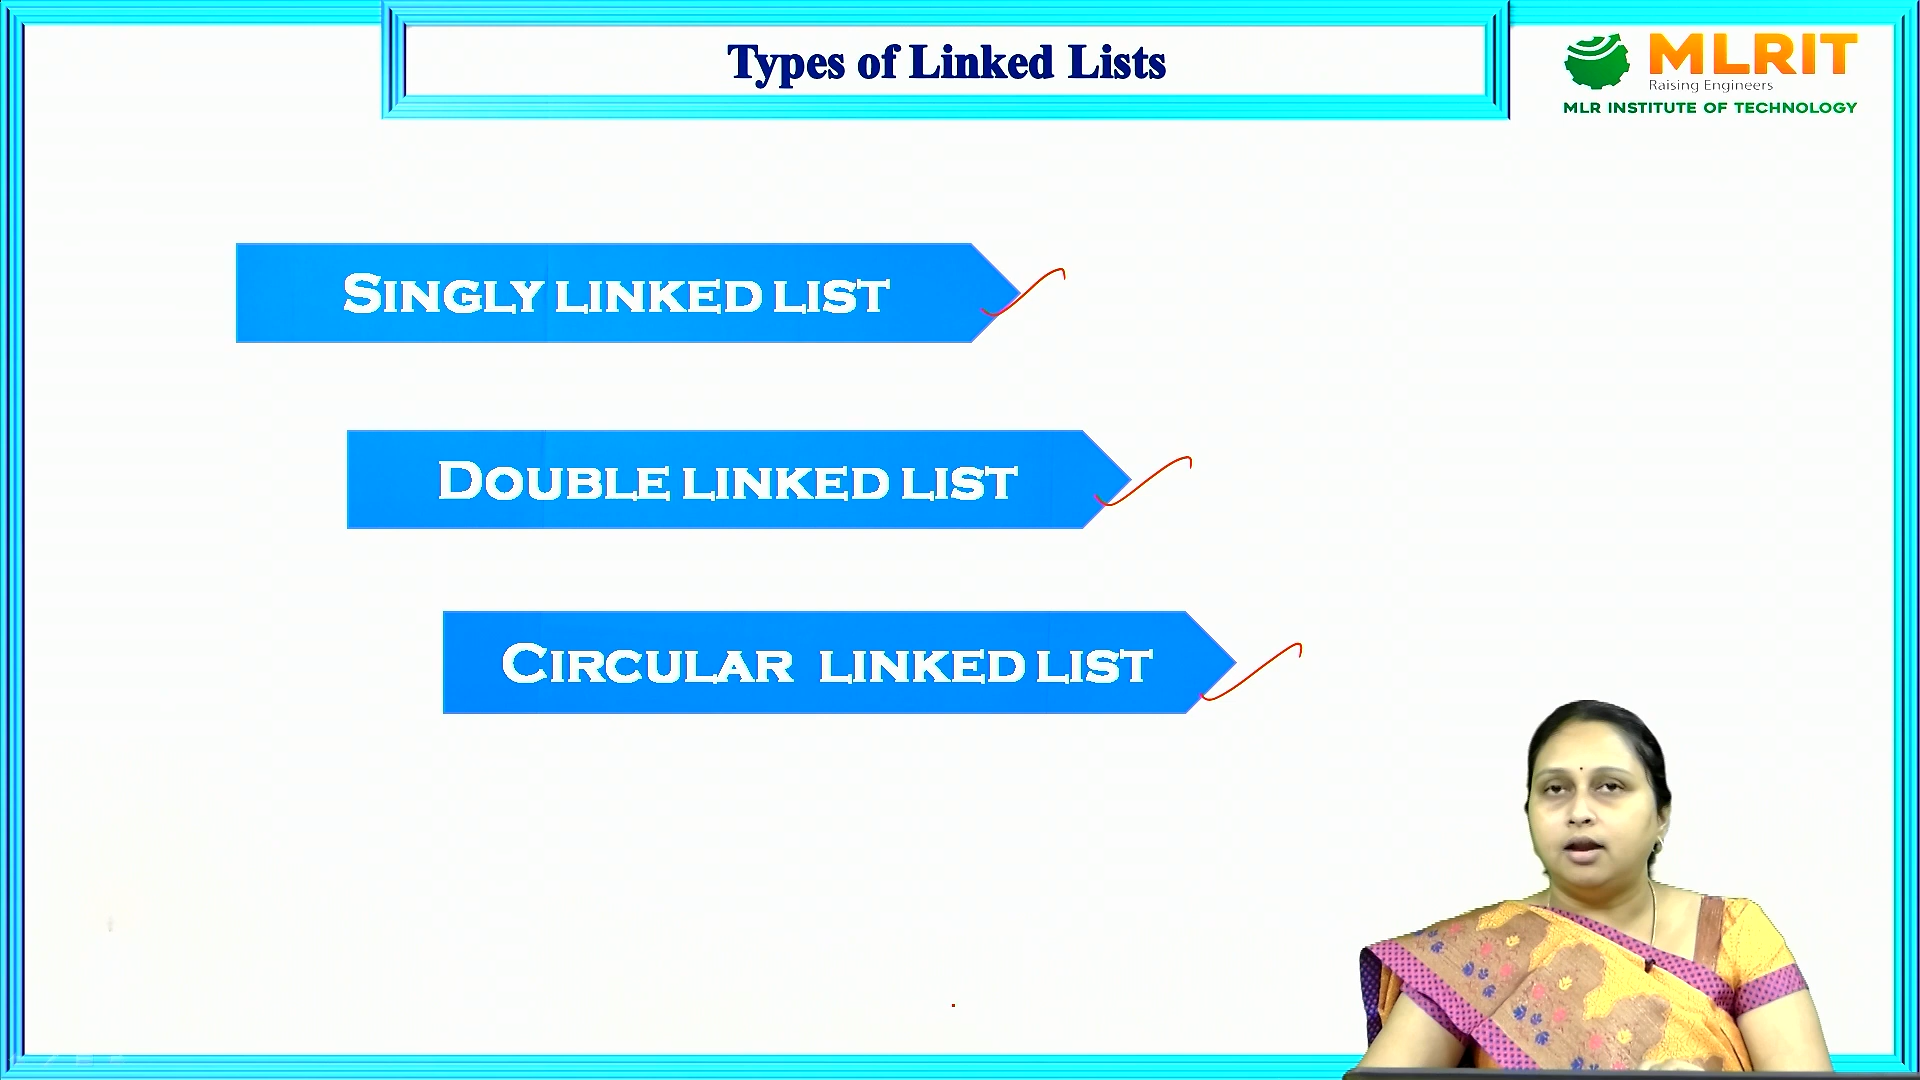 Types of Linked Lists
MLRIT
Raising Engineers
MLR INSTITUTE OF TECHNOLOGY
SINGLY LINKED LIST
DOUBLE LINKED LIST
CIRCULAR LINKED LIST